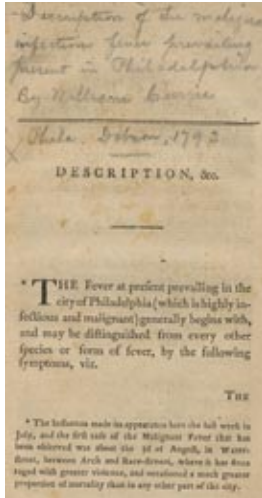 Description of the malignant
infectious fever prevailing
present in Philadelphia
By William Currie
Phila. Dobson, 1793
DESCRIPTION, &c.
* THE Fever at present prevailing in the
city of Philadelphia (which is highly in-
fectious and malignant) generally begins with,
and may be distinguished from every other
species or form of fever, by the following
symptoms, viz.
THE
* The Influenza made its appearance here the last week in
July, and the first case of the Malignant Fever that has
been observed was about the 3d of August, in Water-
street, between Arch and Race-streets, where it has since
raged with greater violence, and occasioned a much greater
proportion of mortality than in any other part of the city.